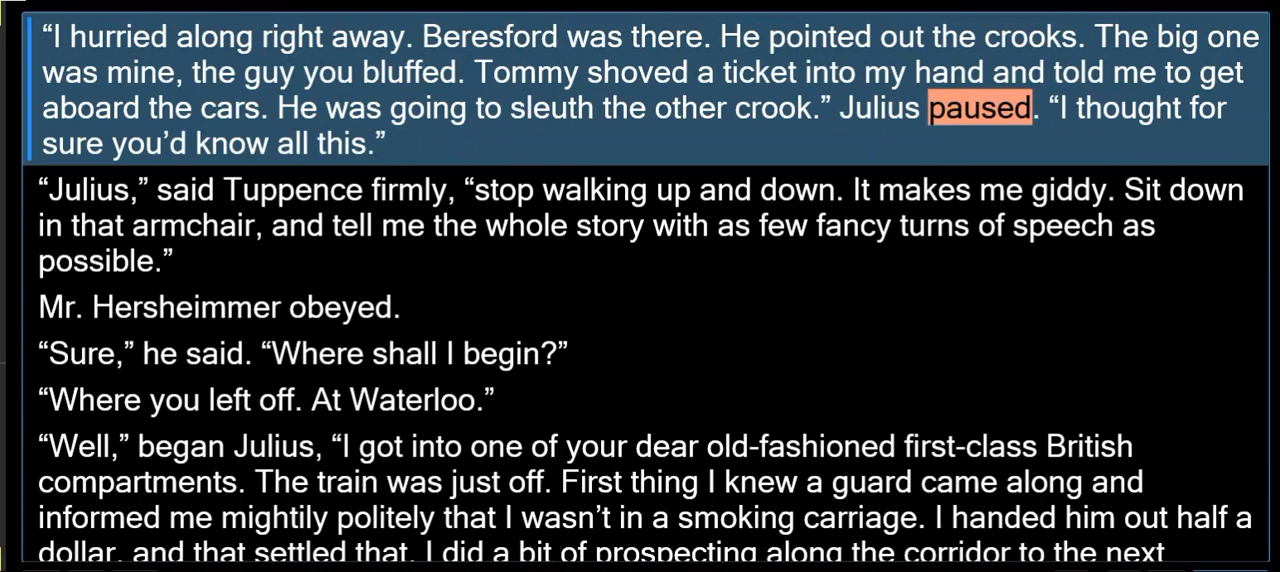 “I hurried along right away. Beresford was there. He pointed out the crooks. The big one
was mine, the guy you bluffed. Tommy shoved a ticket into my hand and told me to get
aboard the cars. He was going to sleuth the other crook.” Julius paused. “I thought for
sure you’d know all this.”
“Julius,” said Tuppence firmly, “stop walking up and down. It makes me giddy. Sit down
in that armchair, and tell me the whole story with as few fancy turns of speech as
possible.”
Mr. Hersheimmer obeyed.
“Sure,” he said. “Where shall I begin?”
“Where you left off. At Waterloo.”
“Well,” began Julius, “I got into one of your dear old-fashioned first-class British
compartments. The train was just off. First thing I knew a guard came along and
informed me mightily politely that I wasn’t in a smoking carriage. I handed him out half a
dollar, and that settled that. I did a bit of prospecting along the corridor to the next